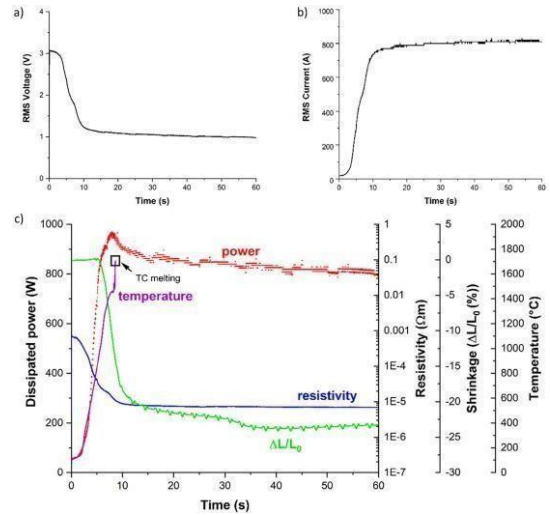 a)
b)
4
3
2
1
0
RMS Voltage (V)
0 10 20 30 40 50 60
Time (s)
1000
800
600
400
200
0
RMS Current (A)
0 10 20 30 40 50 60
Time (s)
c)
1000
800
600
400
200
0
Dissipated power (W)
power
TC melting
temperature
resistivity
ΔL/L0
0 10 20 30 40 50 60
Time (s)
1
0.1
0.01
0.001
1E-4
1E-5
1E-6
1E-7
Resistivity (Ωm)
5
0
-5
-10
-15
-20
-25
-30
Shrinkage (ΔL/L0 (%))
2000
1800
1600
1400
1200
1000
800
600
400
200
0
Temperature (°C)